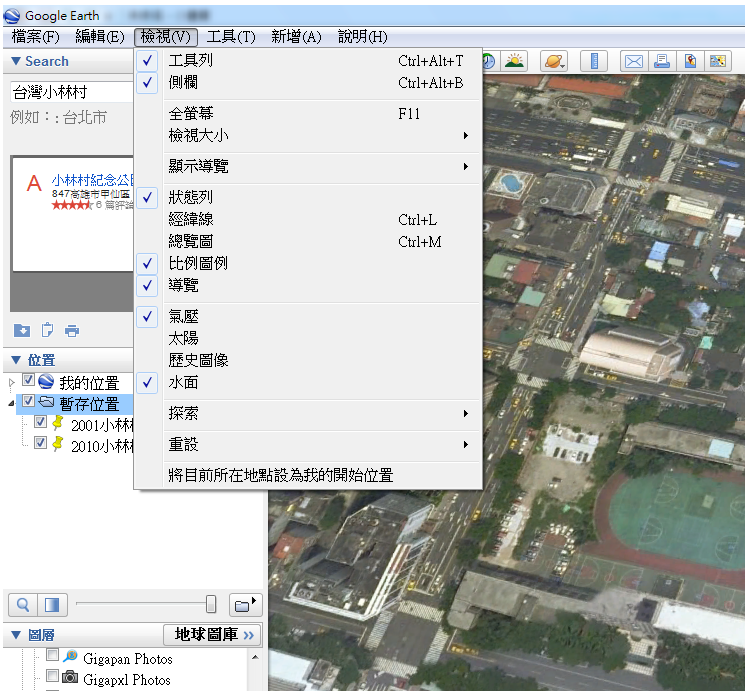 Google Earth
檔案(F) 編輯(E) 檢視(V) 工具(T) 新增(A) 說明(H)
Search
台灣小林村
例如：: 台北市
A 小林村紀念公
847高雄市甲仙區
6 篇評論
位置
我的位置
暫存位置
2001小林
2010小林
圖層
地球圖庫 »
Gigapan Photos
Gigapxl Photos
工具列 Ctrl+Alt+T
側欄 Ctrl+Alt+B
全螢幕 F11
檢視大小
顯示導覽
狀態列
經緯線 Ctrl+L
總覽圖 Ctrl+M
比例圖例
導覽
氣壓
太陽
歷史圖像
水面
探索
重設
將目前所在地點設為我的開始位置